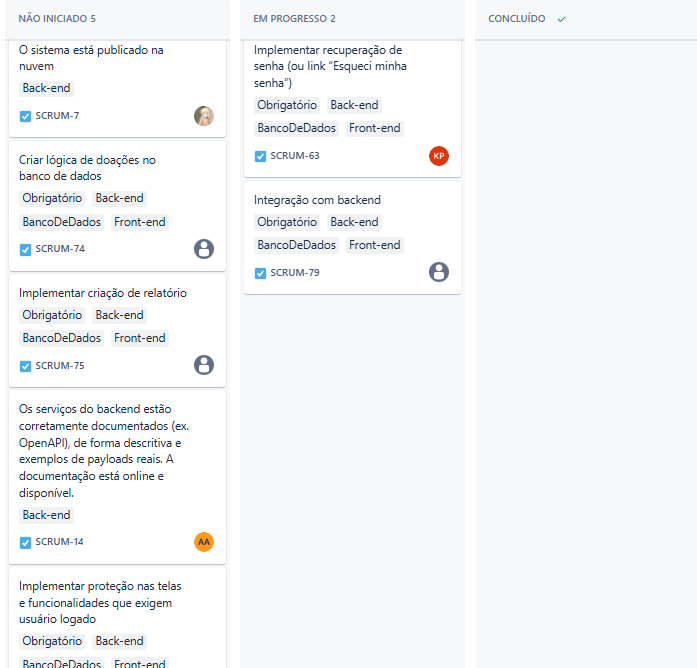 NÃO INICIADO 5
O sistema está publicado na
nuvem
Back-end
SCRUM-7
Criar lógica de doações no
banco de dados
Obrigatório Back-end
BancoDeDados Front-end
SCRUM-74
Implementar criação de relatório
Obrigatório Back-end
BancoDeDados Front-end
SCRUM-75
Os serviços do backend estão
corretamente documentados (ex.
OpenAPI), de forma descritiva e
exemplos de payloads reais. A
documentação está online e
disponível.
Back-end
SCRUM-14
AA
Implementar proteção nas telas
e funcionalidades que exigem
usuário logado
Obrigatório Back-end
BancoDeDados Front-end
EM PROGRESSO 2
Implementar recuperação de
senha (ou link “Esqueci minha
senha”)
Obrigatório Back-end
BancoDeDados Front-end
SCRUM-63
KP
Integração com backend
Obrigatório Back-end
BancoDeDados Front-end
SCRUM-79
CONCLUÍDO